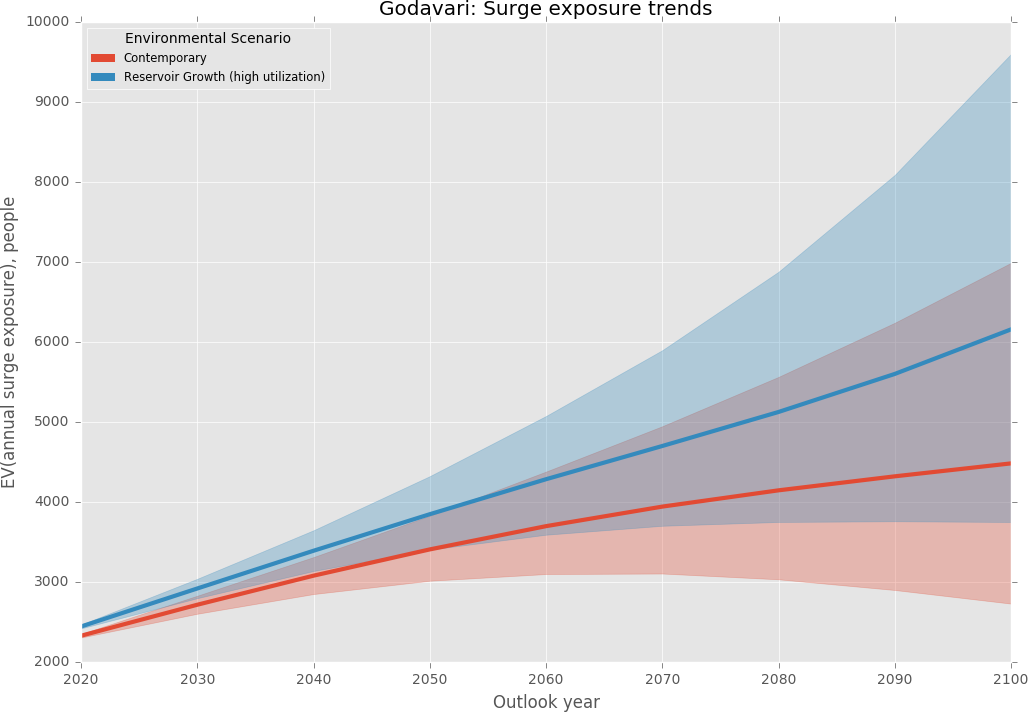 Godavari: Surge exposure trends
Environmental Scenario
Contemporary
Reservoir Growth (high utilization)
EV(annual surge exposure), people
10000
9000
8000
7000
6000
5000
4000
3000
2000
2020 2030 2040 2050 2060 2070 2080 2090 2100
Outlook year